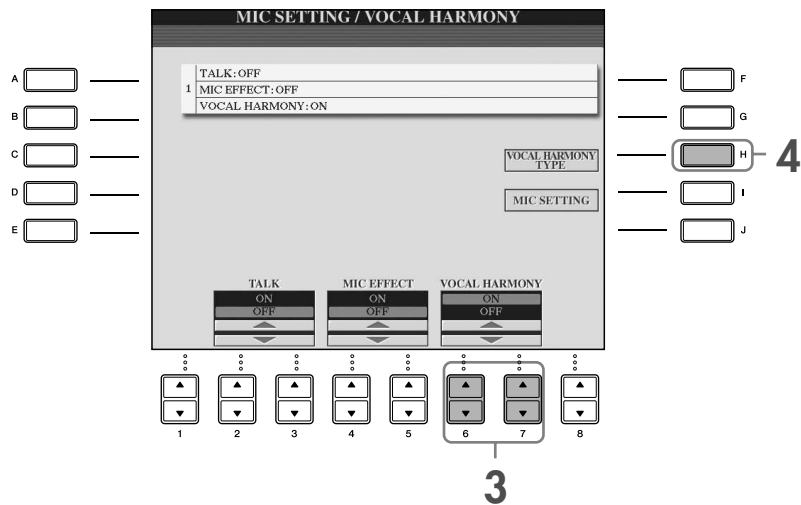 MIC SETTING / VOCAL HARMONY
1
TALK:OFF
MIC EFFECT:OFF
VOCAL HARMONY:ON
A
B
C
D
E
F
G
H
4
I
J
VOCAL HARMONY
TYPE
MIC SETTING
TALK
ON
OFF
MIC EFFECT
ON
OFF
VOCAL HARMONY
ON
OFF
1
2
3
4
5
6
7
8
3